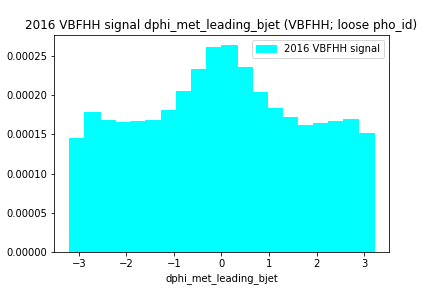 2016 VBFHH signal dphi_met_leading_bjet (VBFHH; loose pho_id)
2016 VBFHH signal
0.00025
0.00020
0.00015
0.00010
0.00005
0.00000
−3 −2 −1 0 1 2 3
dphi_met_leading_bjet